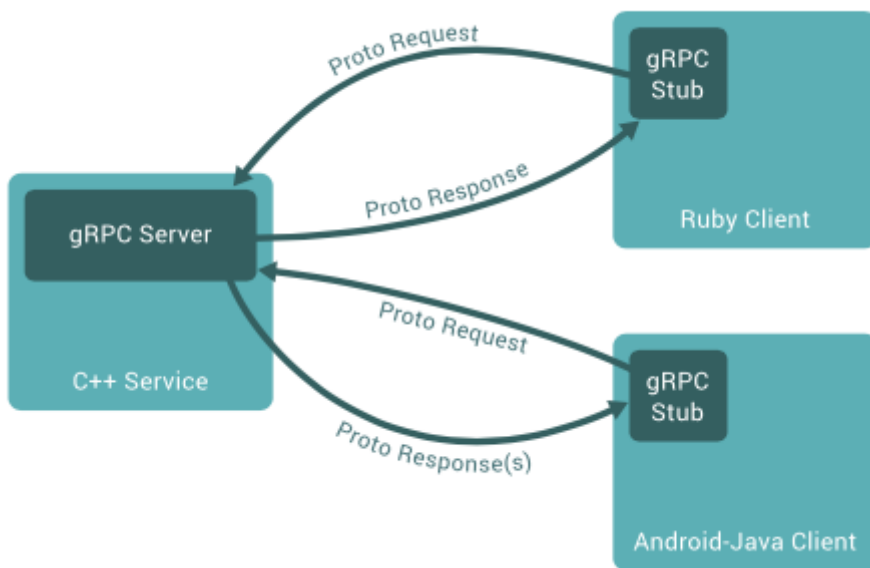 Proto Request
gRPC
Stub
Proto Response
Ruby Client
gRPC Server
C++ Service
Proto Request
gRPC
Stub
Proto Response(s)
Android-Java Client